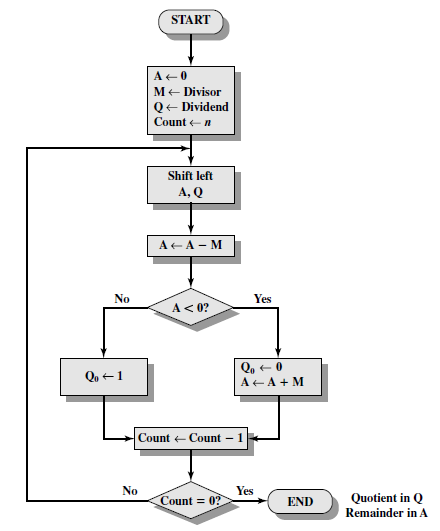 START
A ← 0
M ← Divisor
Q ← Dividend
Count ← n
Shift left
A, Q
A ← A − M
No
A < 0?
Yes
Q₀ ← 1
Q₀ ← 0
A ← A + M
Count ← Count − 1
No
Count = 0?
Yes
END
Quotient in Q
Remainder in A